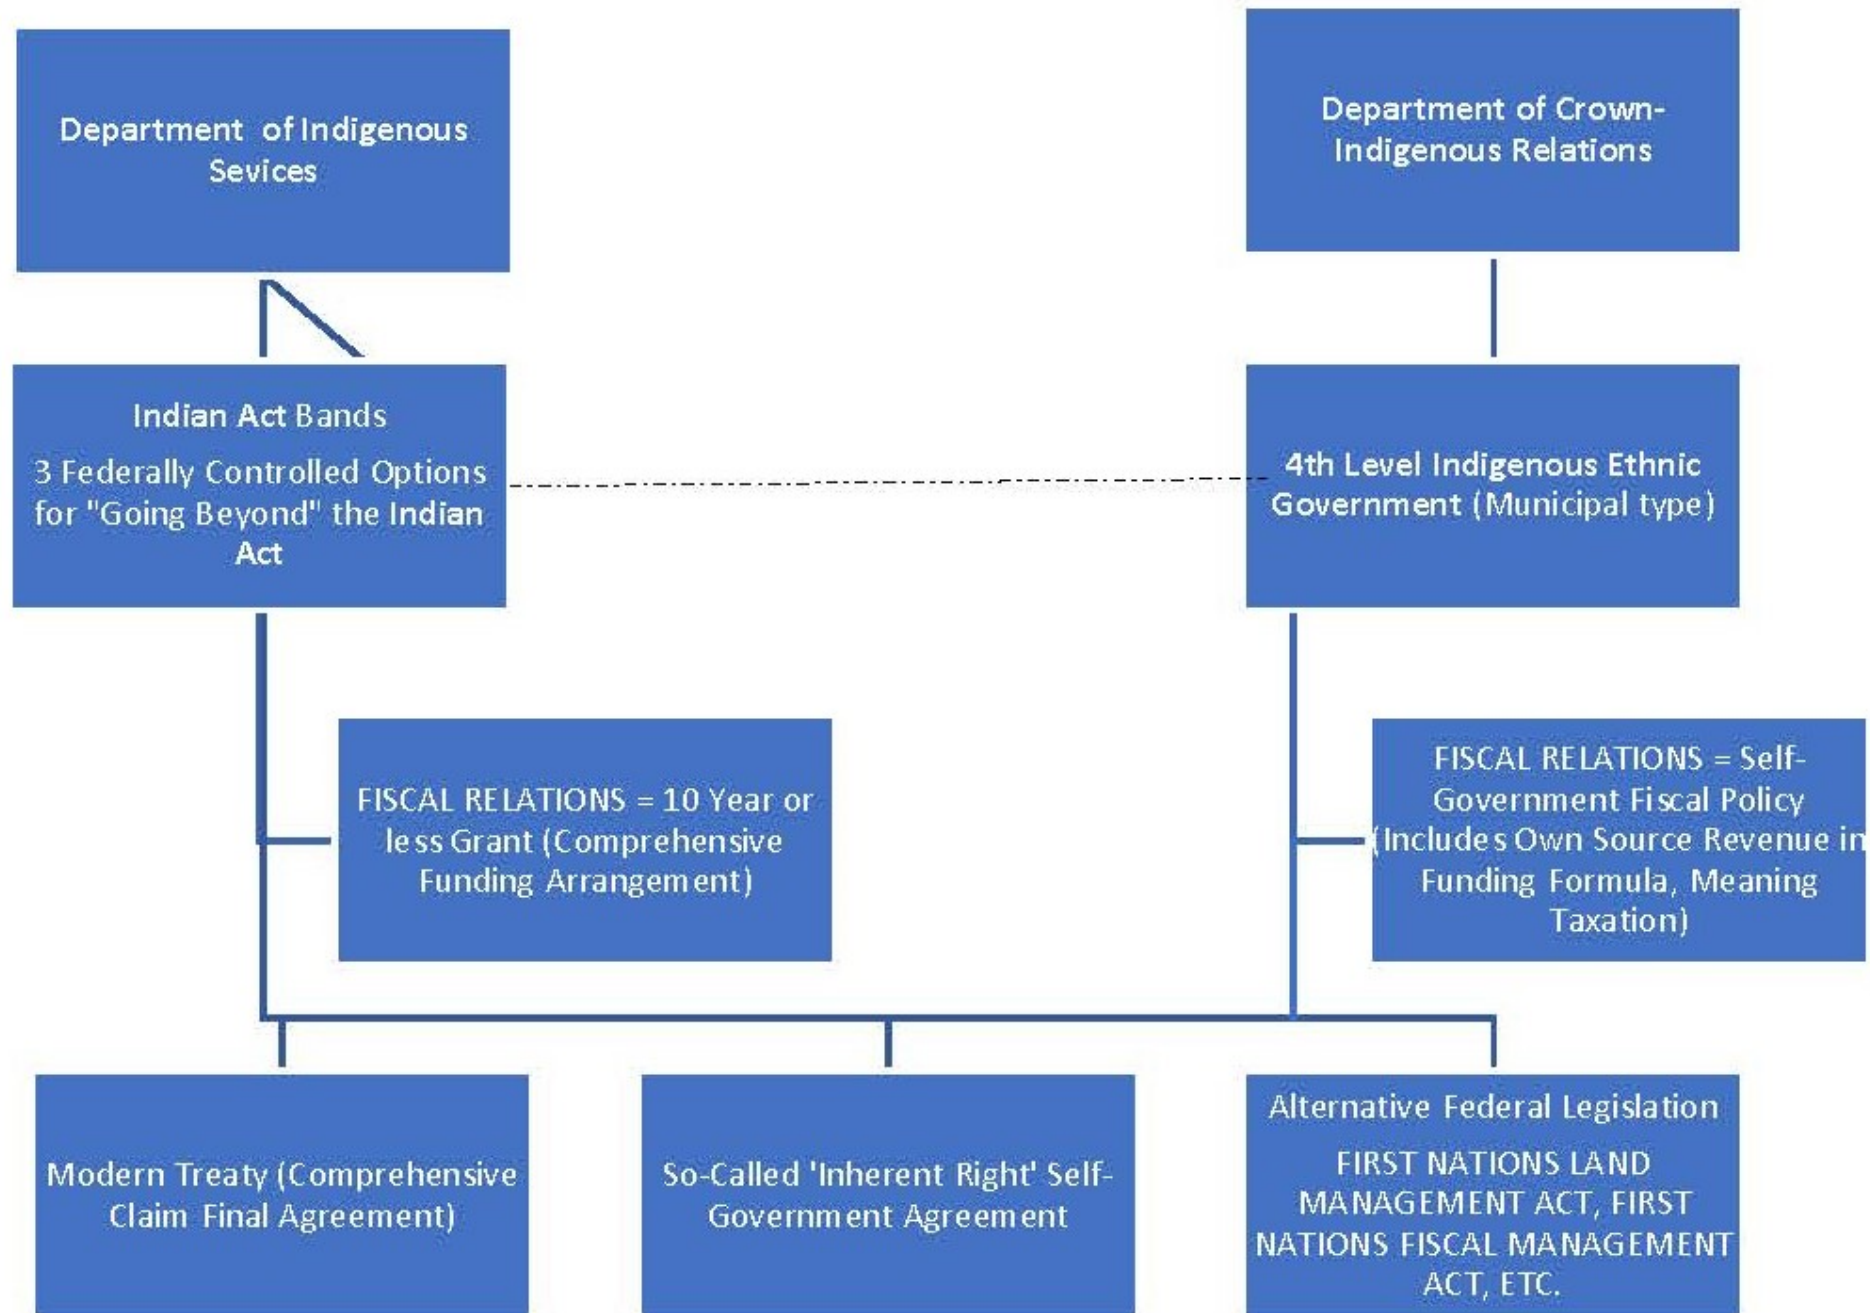 Department of Indigenous
Sevices
Department of Crown-
Indigenous Relations
Indian Act Bands
3 Federally Controlled Options
for "Going Beyond" the Indian
Act
4th Level Indigenous Ethnic
Government (Municipal type)
FISCAL RELATIONS = 10 Year or
less Grant (Comprehensive
Funding Arrangement)
FISCAL RELATIONS = Self-
Government Fiscal Policy
(Includes Own Source Revenue in
Funding Formula, Meaning
Taxation)
Modern Treaty (Comprehensive
Claim Final Agreement)
So-Called 'Inherent Right' Self-
Government Agreement
Alternative Federal Legislation
FIRST NATIONS LAND
MANAGEMENT ACT, FIRST
NATIONS FISCAL MANAGEMENT
ACT, ETC.